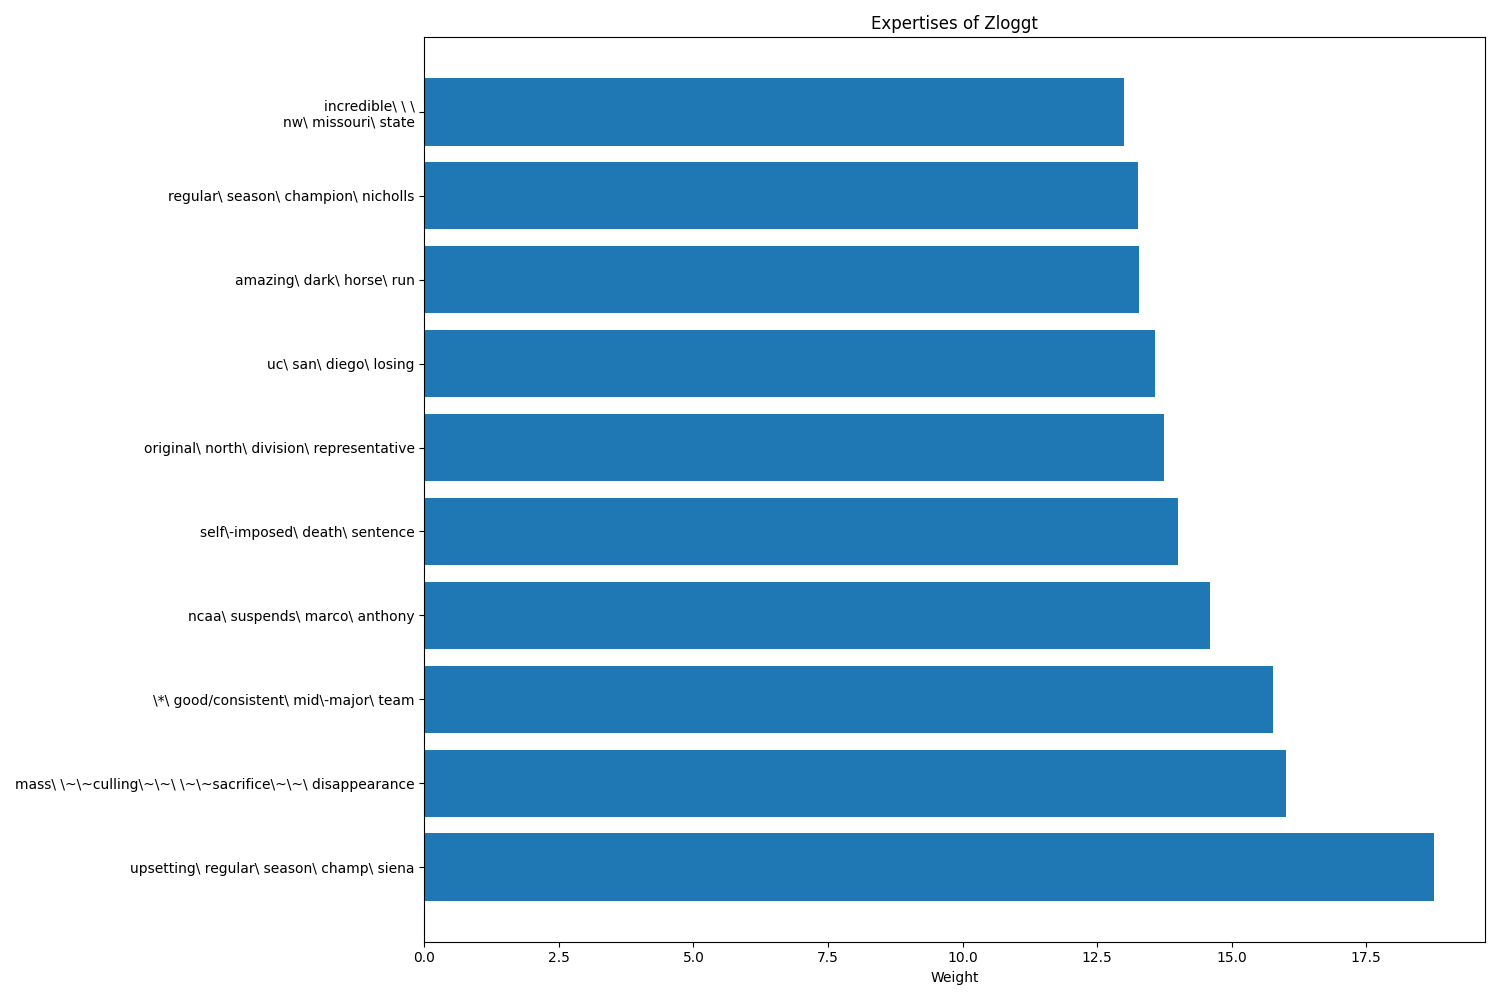 Expertises of Zloggt
incredible\ \ \
nw\ missouri\ state
regular\ season\ champion\ nicholls
amazing\ dark\ horse\ run
uc\ san\ diego\ losing
original\ north\ division\ representative
self\-imposed\ death\ sentence
ncaa\ suspends\ marco\ anthony
\*\ good/consistent\ mid\-major\ team
mass\ \~\~culling\~\~\ \~\~sacrifice\~\~\ disappearance
upsetting\ regular\ season\ champ\ siena
0.0 2.5 5.0 7.5 10.0 12.5 15.0 17.5
Weight